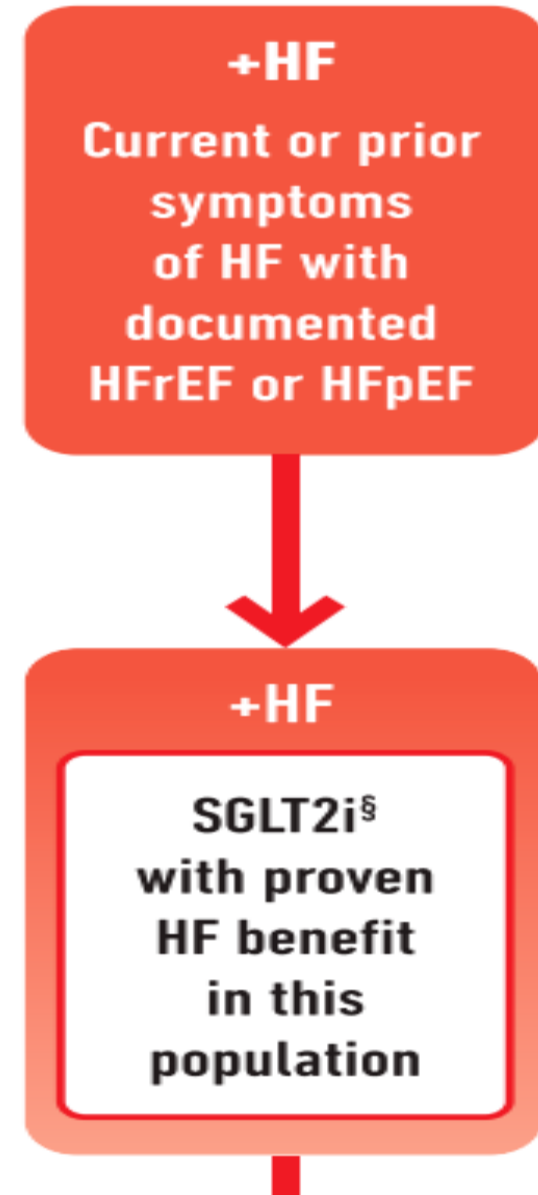 +HF
Current or prior
symptoms
of HF with
documented
HFrEF or HFpEF
+HF
SGLT2i§
with proven
HF benefit
in this
population